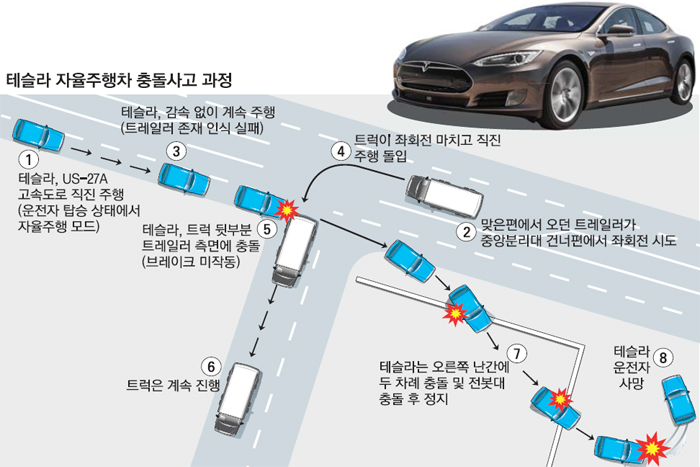 테슬라 자율주행차 충돌사고 과정
①
테슬라, US-27A
고속도로 직진 주행
(운전자 탑승 상태에서
자율주행 모드)
②
맞은편에서 오던 트레일러가
중앙분리대 건너편에서 좌회전 시도
테슬라, 감속 없이 계속 주행
(트레일러 존재 인식 실패)
③
④
트럭이 좌회전 마치고 직진
주행 돌입
⑤
테슬라, 트럭 뒷부분
트레일러 측면에 충돌
(브레이크 미작동)
⑥
트럭은 계속 진행
⑦
테슬라는 오른쪽 난간에
두 차례 충돌 및 전봇대
충돌 후 정지
⑧
테슬라
운전자
사망